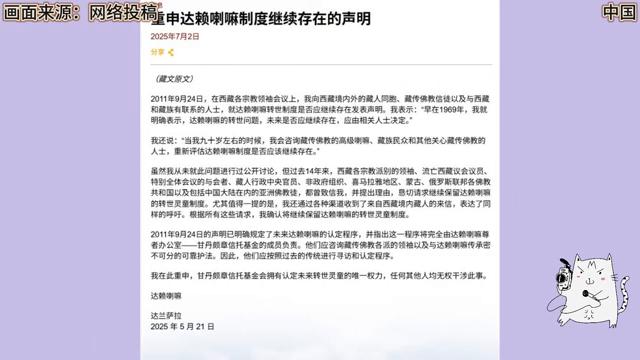 画面来源：网络投稿
中国
重申达赖喇嘛制度继续存在的声明
2025年7月2日
分享
（藏文原文）
2011年9月24日，在西藏各宗教领袖会议上，我向西藏境内外的藏人同胞、藏传佛教信徒以及与西藏
和藏族有联系的人士，就达赖喇嘛转世制度是否应继续存在发表声明。我表示：“早在1969年，我就
明确表示，达赖喇嘛的转世问题，未来是否应继续存在，应由相关人士决定。”
我还说：“当我九十岁左右的时候，我会咨询藏传佛教的高级喇嘛、藏族民众和其他关心藏传佛教的
人士，重新评估达赖喇嘛制度是否应该继续存在。”
虽然我从未就此问题进行过公开讨论，但过去14年来，西藏各宗教派别的领袖、流亡西藏议会议员、
特别全体会议的与会者、藏人行政中央官员、非政府组织、喜马拉雅地区、蒙古、俄罗斯联邦各佛教
共和国以及包括中国大陆在内的亚洲佛教徒，都曾致信我，并提出理由，恳切请求继续保留达赖喇嘛
的转世灵童制度。尤其值得一提的是，我还通过各种渠道收到了来自西藏境内藏人的来信，表达了同
样的呼吁。根据所有这些请求，我确认将继续保留达赖喇嘛的转世灵童制度。
2011年9月24日的声明已明确规定了未来达赖喇嘛的认定程序，并指出这一程序将完全由达赖喇嘛尊
者办公室——甘丹颇章信托基金的成员负责。他们应咨询藏传佛教各派的领袖以及与达赖喇嘛传承密
不可分的可靠护法。因此，他们应按照过去的传统进行寻访和认定程序。
我在此重申，甘丹颇章信托基金会拥有认定未来转世灵童的唯一权力，任何其他人均无权干涉此事。
达赖喇嘛
达兰萨拉
2025 年 5 月 21 日